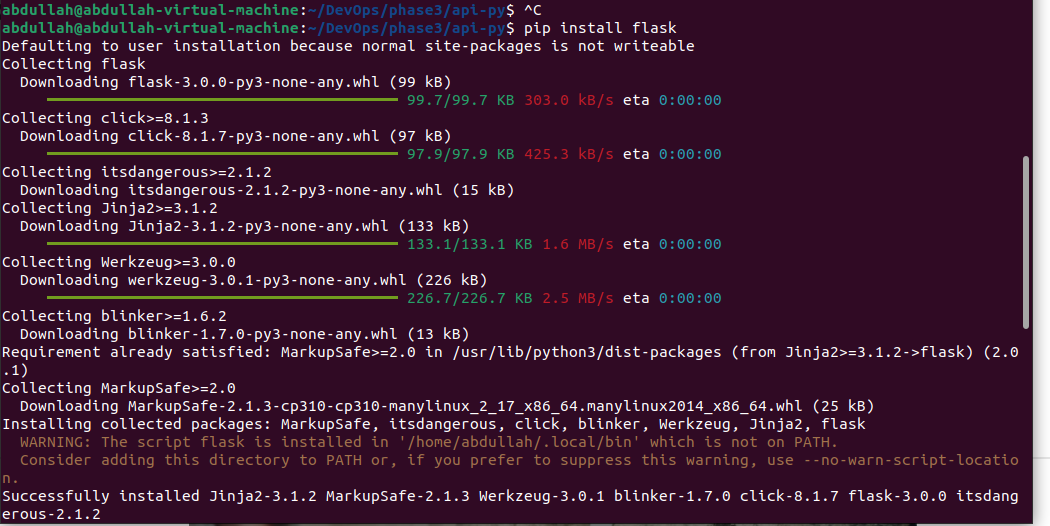 abdullah@abdullah-virtual-machine:~/DevOps/phase3/api-py$ ^C
abdullah@abdullah-virtual-machine:~/DevOps/phase3/api-py$ pip install flask
Defaulting to user installation because normal site-packages is not writeable
Collecting flask
  Downloading flask-3.0.0-py3-none-any.whl (99 kB)
99.7/99.7 KB 303.0 kB/s eta 0:00:00
Collecting click>=8.1.3
  Downloading click-8.1.7-py3-none-any.whl (97 kB)
97.9/97.9 KB 425.3 kB/s eta 0:00:00
Collecting itsdangerous>=2.1.2
  Downloading itsdangerous-2.1.2-py3-none-any.whl (15 kB)
Collecting Jinja2>=3.1.2
  Downloading Jinja2-3.1.2-py3-none-any.whl (133 kB)
133.1/133.1 KB 1.6 MB/s eta 0:00:00
Collecting Werkzeug>=3.0.0
  Downloading werkzeug-3.0.1-py3-none-any.whl (226 kB)
226.7/226.7 KB 2.5 MB/s eta 0:00:00
Collecting blinker>=1.6.2
  Downloading blinker-1.7.0-py3-none-any.whl (13 kB)
Requirement already satisfied: MarkupSafe>=2.0 in /usr/lib/python3/dist-packages (from Jinja2>=3.1.2->flask) (2.0
.1)
Collecting MarkupSafe>=2.0
  Downloading MarkupSafe-2.1.3-cp310-cp310-manylinux_2_17_x86_64.manylinux2014_x86_64.whl (25 kB)
Installing collected packages: MarkupSafe, itsdangerous, click, blinker, Werkzeug, Jinja2, flask
  WARNING: The script flask is installed in '/home/abdullah/.local/bin' which is not on PATH.
  Consider adding this directory to PATH or, if you prefer to suppress this warning, use --no-warn-script-locatio
n.
Successfully installed Jinja2-3.1.2 MarkupSafe-2.1.3 Werkzeug-3.0.1 blinker-1.7.0 click-8.1.7 flask-3.0.0 itsdang
erous-2.1.2